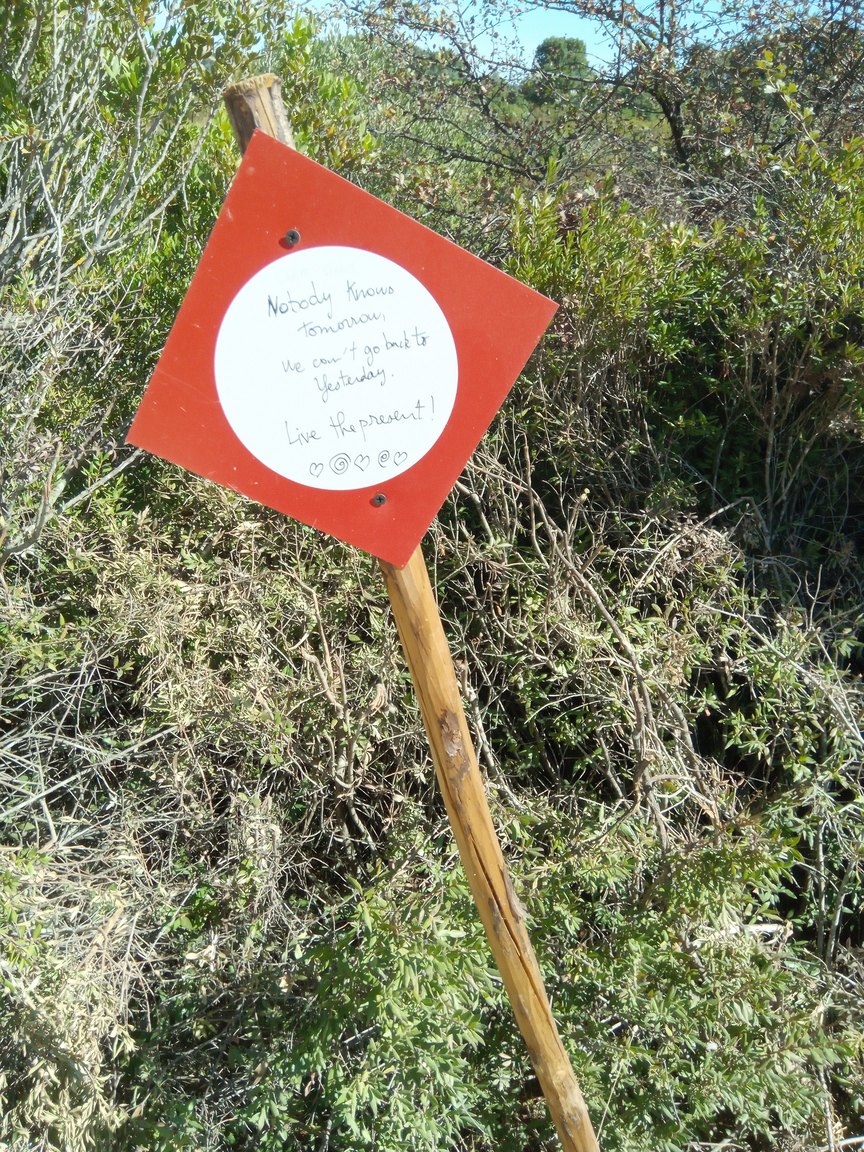 Nobody Knows
tomorrow,
we can't go back to
Yesterday.
Live the present!